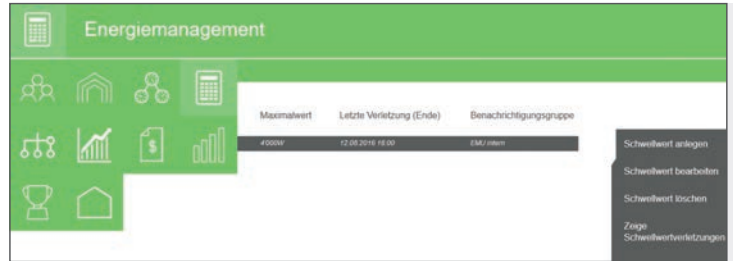 Energiemanagement
Maximalwert Letzte Verletzung (Ende) Benachrichtigungsgruppe
4'000W 12.08.2016 16:00 EMU intern
Schwellwert anlegen
Schwellwert bearbeiten
Schwellwert löschen
Zeige
Schwellwertverletzungen
$